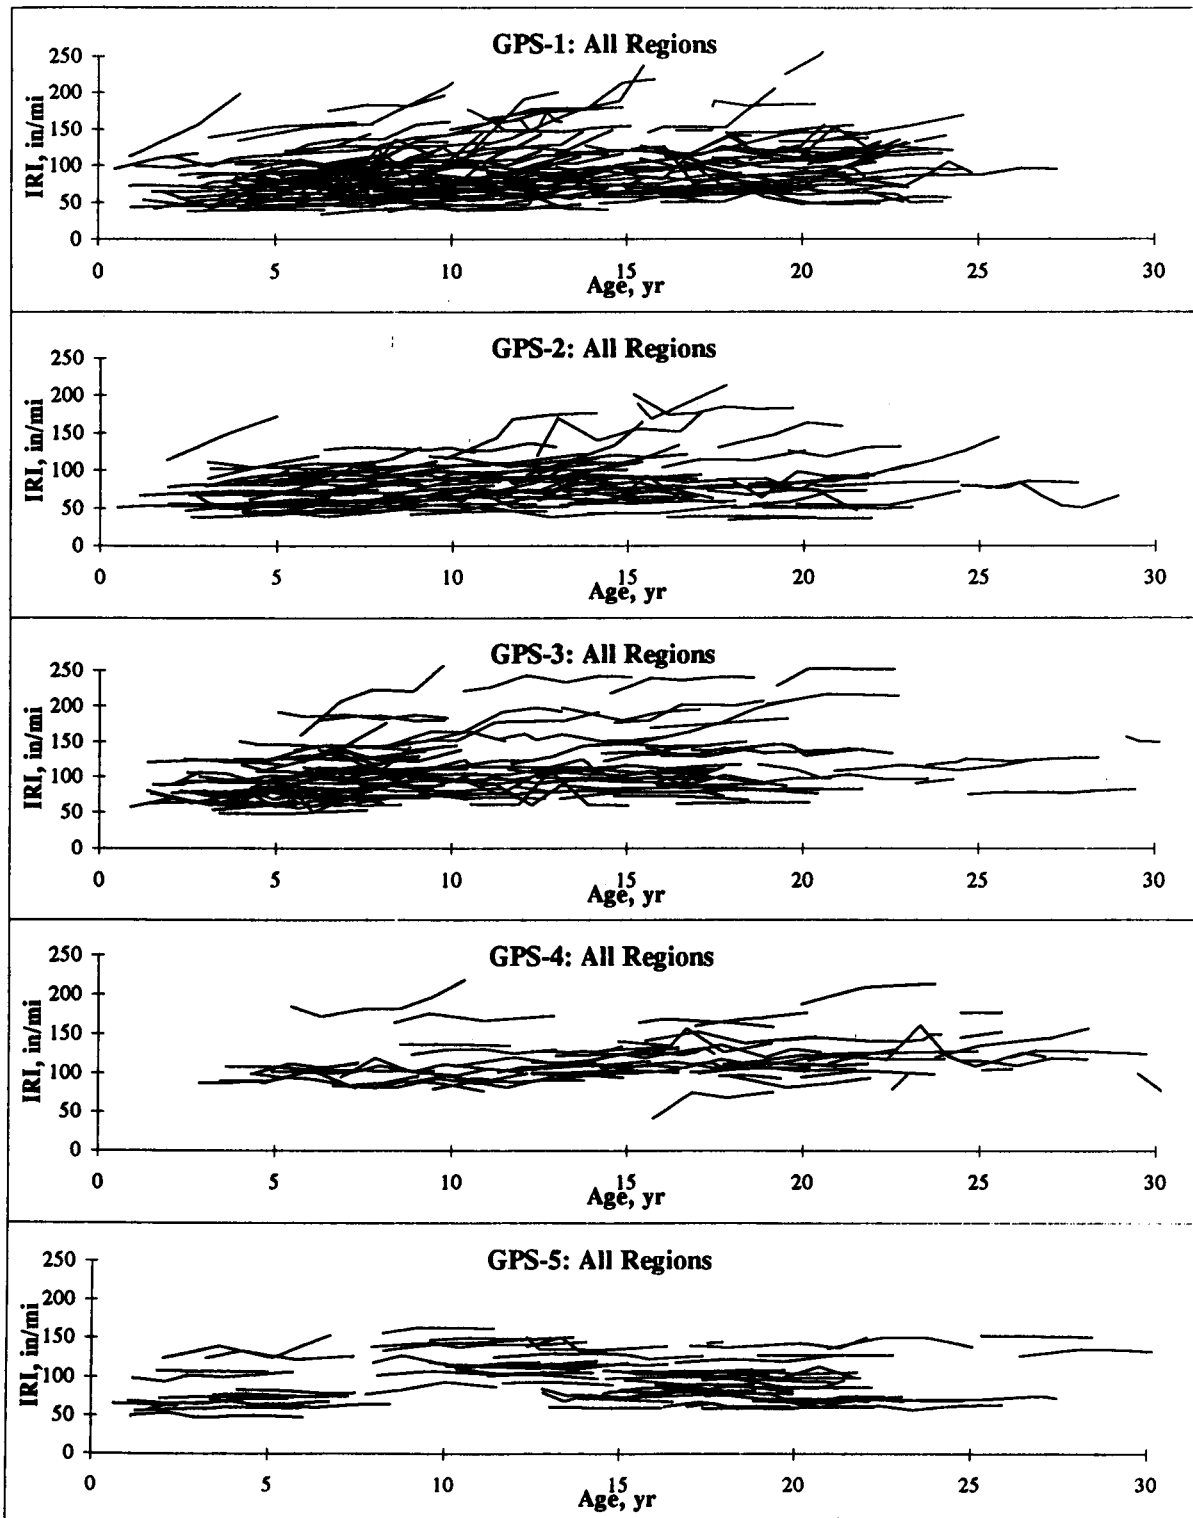 GPS-1: All Regions
250
200
150
100
50
0
IRI, in/mi
0 5 10 15 20 25 30
Age, yr
GPS-2: All Regions
250
200
150
100
50
0
IRI, in/mi
0 5 10 15 20 25 30
Age, yr
GPS-3: All Regions
250
200
150
100
50
0
IRI, in/mi
0 5 10 15 20 25 30
Age, yr
GPS-4: All Regions
250
200
150
100
50
0
IRI, in/mi
0 5 10 15 20 25 30
Age, yr
GPS-5: All Regions
250
200
150
100
50
0
IRI, in/mi
0 5 10 15 20 25 30
Age, yr